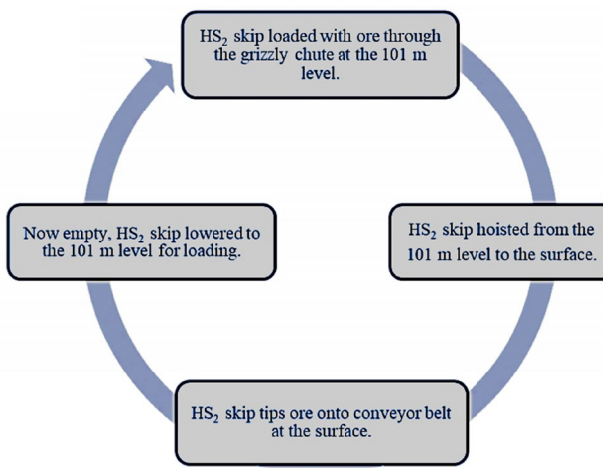 HS₂ skip loaded with ore through
the grizzly chute at the 101 m
level.
HS₂ skip hoisted from the
101 m level to the surface.
HS₂ skip tips ore onto conveyor belt
at the surface.
Now empty, HS₂ skip lowered to
the 101 m level for loading.